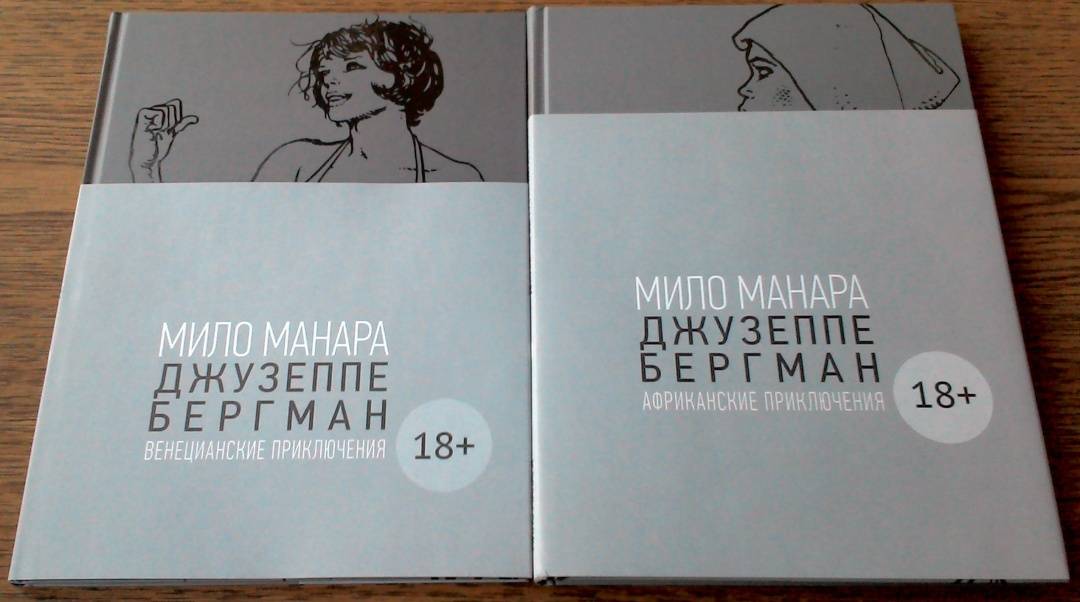 МИЛО МАНАРА
ДЖУЗЕППЕ
БЕРГМАН
ВЕНЕЦИАНСКИЕ ПРИКЛЮЧЕНИЯ
18+
МИЛО МАНАРА
ДЖУЗЕППЕ
БЕРГМАН
АФРИКАНСКИЕ ПРИКЛЮЧЕНИЯ
18+